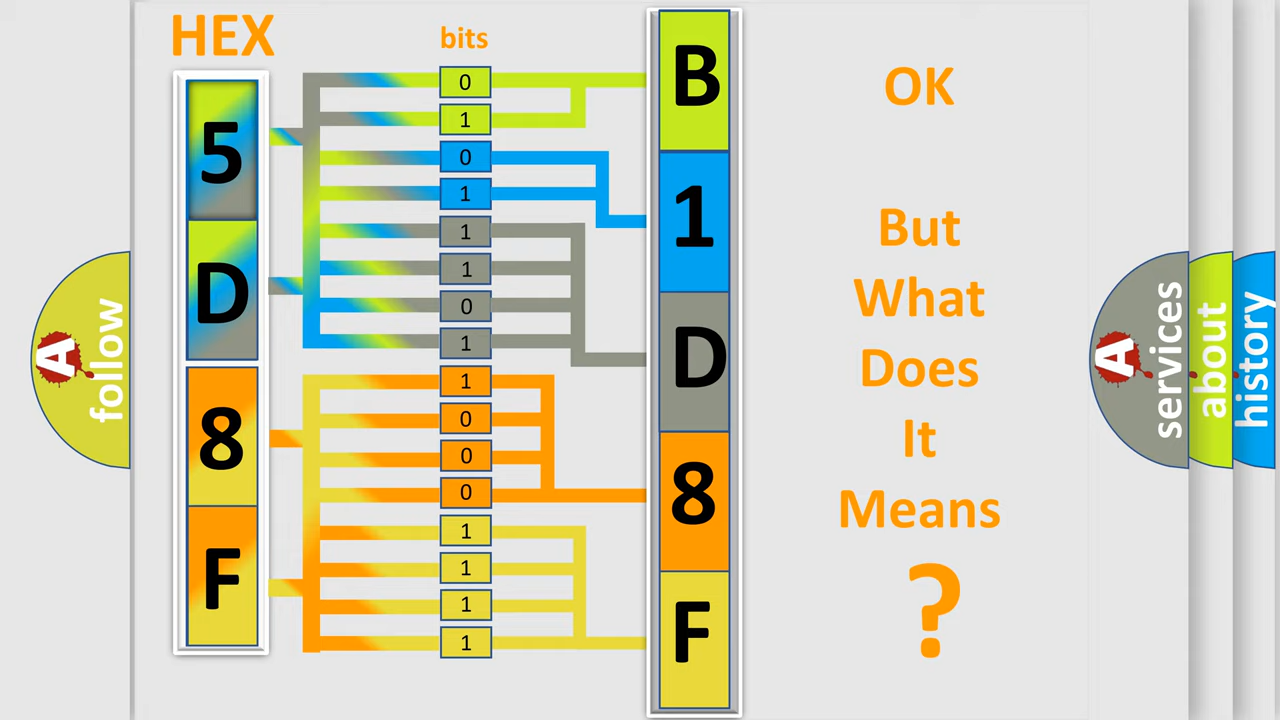 HEX
bits
5
D
8
F
0
1
0
1
1
1
0
1
1
0
0
0
1
1
1
1
B
1
D
8
F
OK
But
What
Does
It
Means
?
A
follow
A
services
about
history